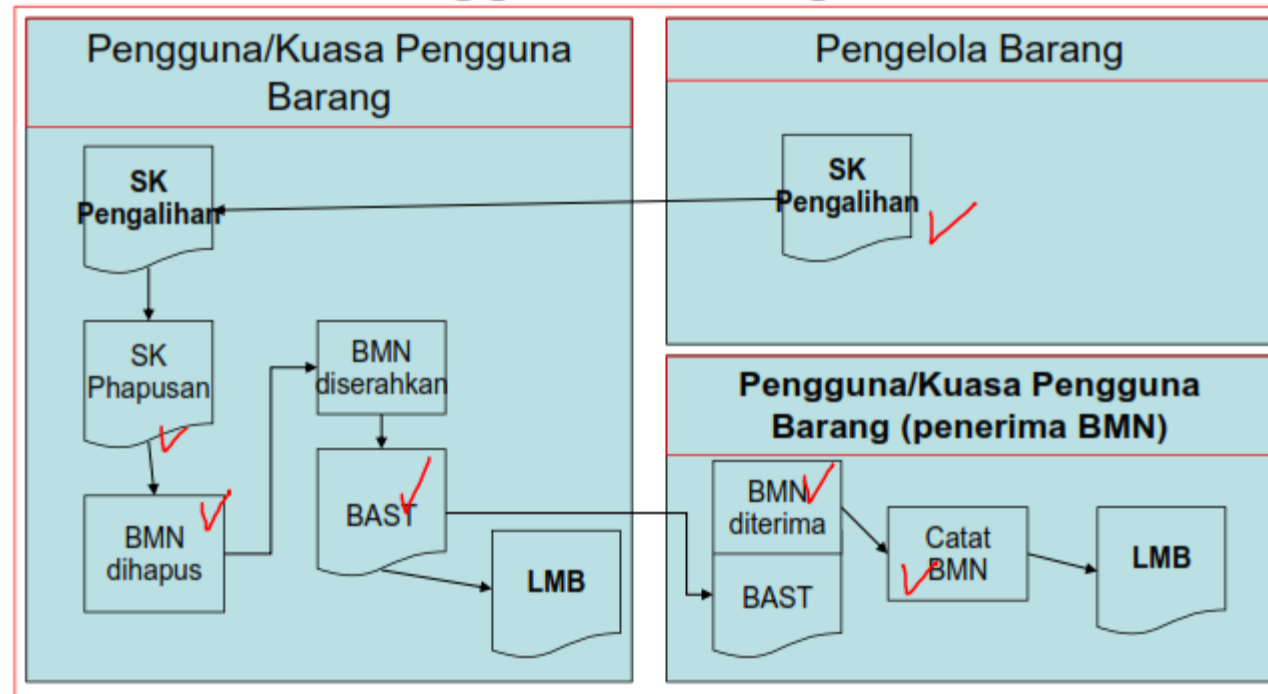 Pengguna/Kuasa Pengguna
Barang
SK
Pengalihan
SK
Phapusan
BMN
dihapus
BMN
diserahkan
BAST
LMB
Pengelola Barang
SK
Pengalihan
Pengguna/Kuasa Pengguna
Barang (penerima BMN)
BMN
diterima
BAST
Catat
BMN
LMB